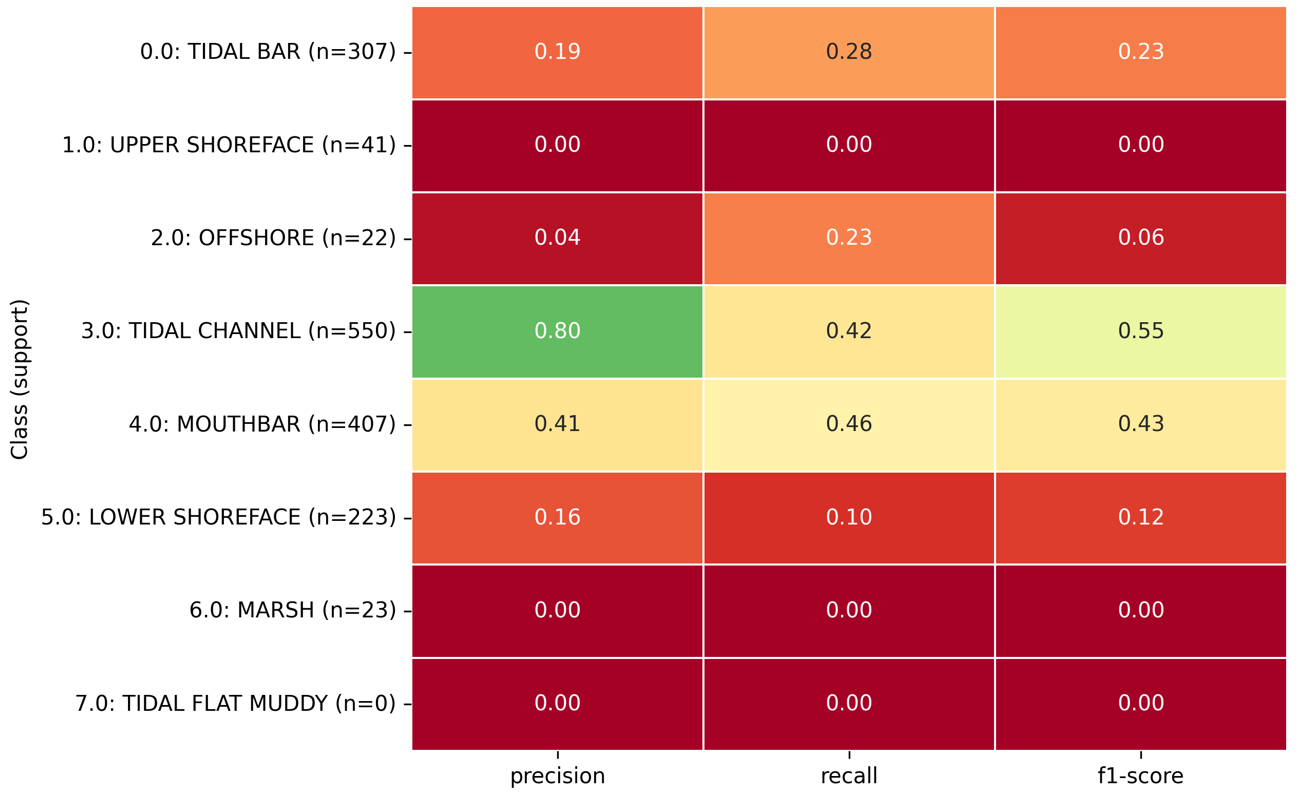 Class (support)
0.0: TIDAL BAR (n=307) 0.19 0.28 0.23
1.0: UPPER SHOREFACE (n=41) 0.00 0.00 0.00
2.0: OFFSHORE (n=22) 0.04 0.23 0.06
3.0: TIDAL CHANNEL (n=550) 0.80 0.42 0.55
4.0: MOUTHBAR (n=407) 0.41 0.46 0.43
5.0: LOWER SHOREFACE (n=223) 0.16 0.10 0.12
6.0: MARSH (n=23) 0.00 0.00 0.00
7.0: TIDAL FLAT MUDDY (n=0) 0.00 0.00 0.00
precision recall f1-score